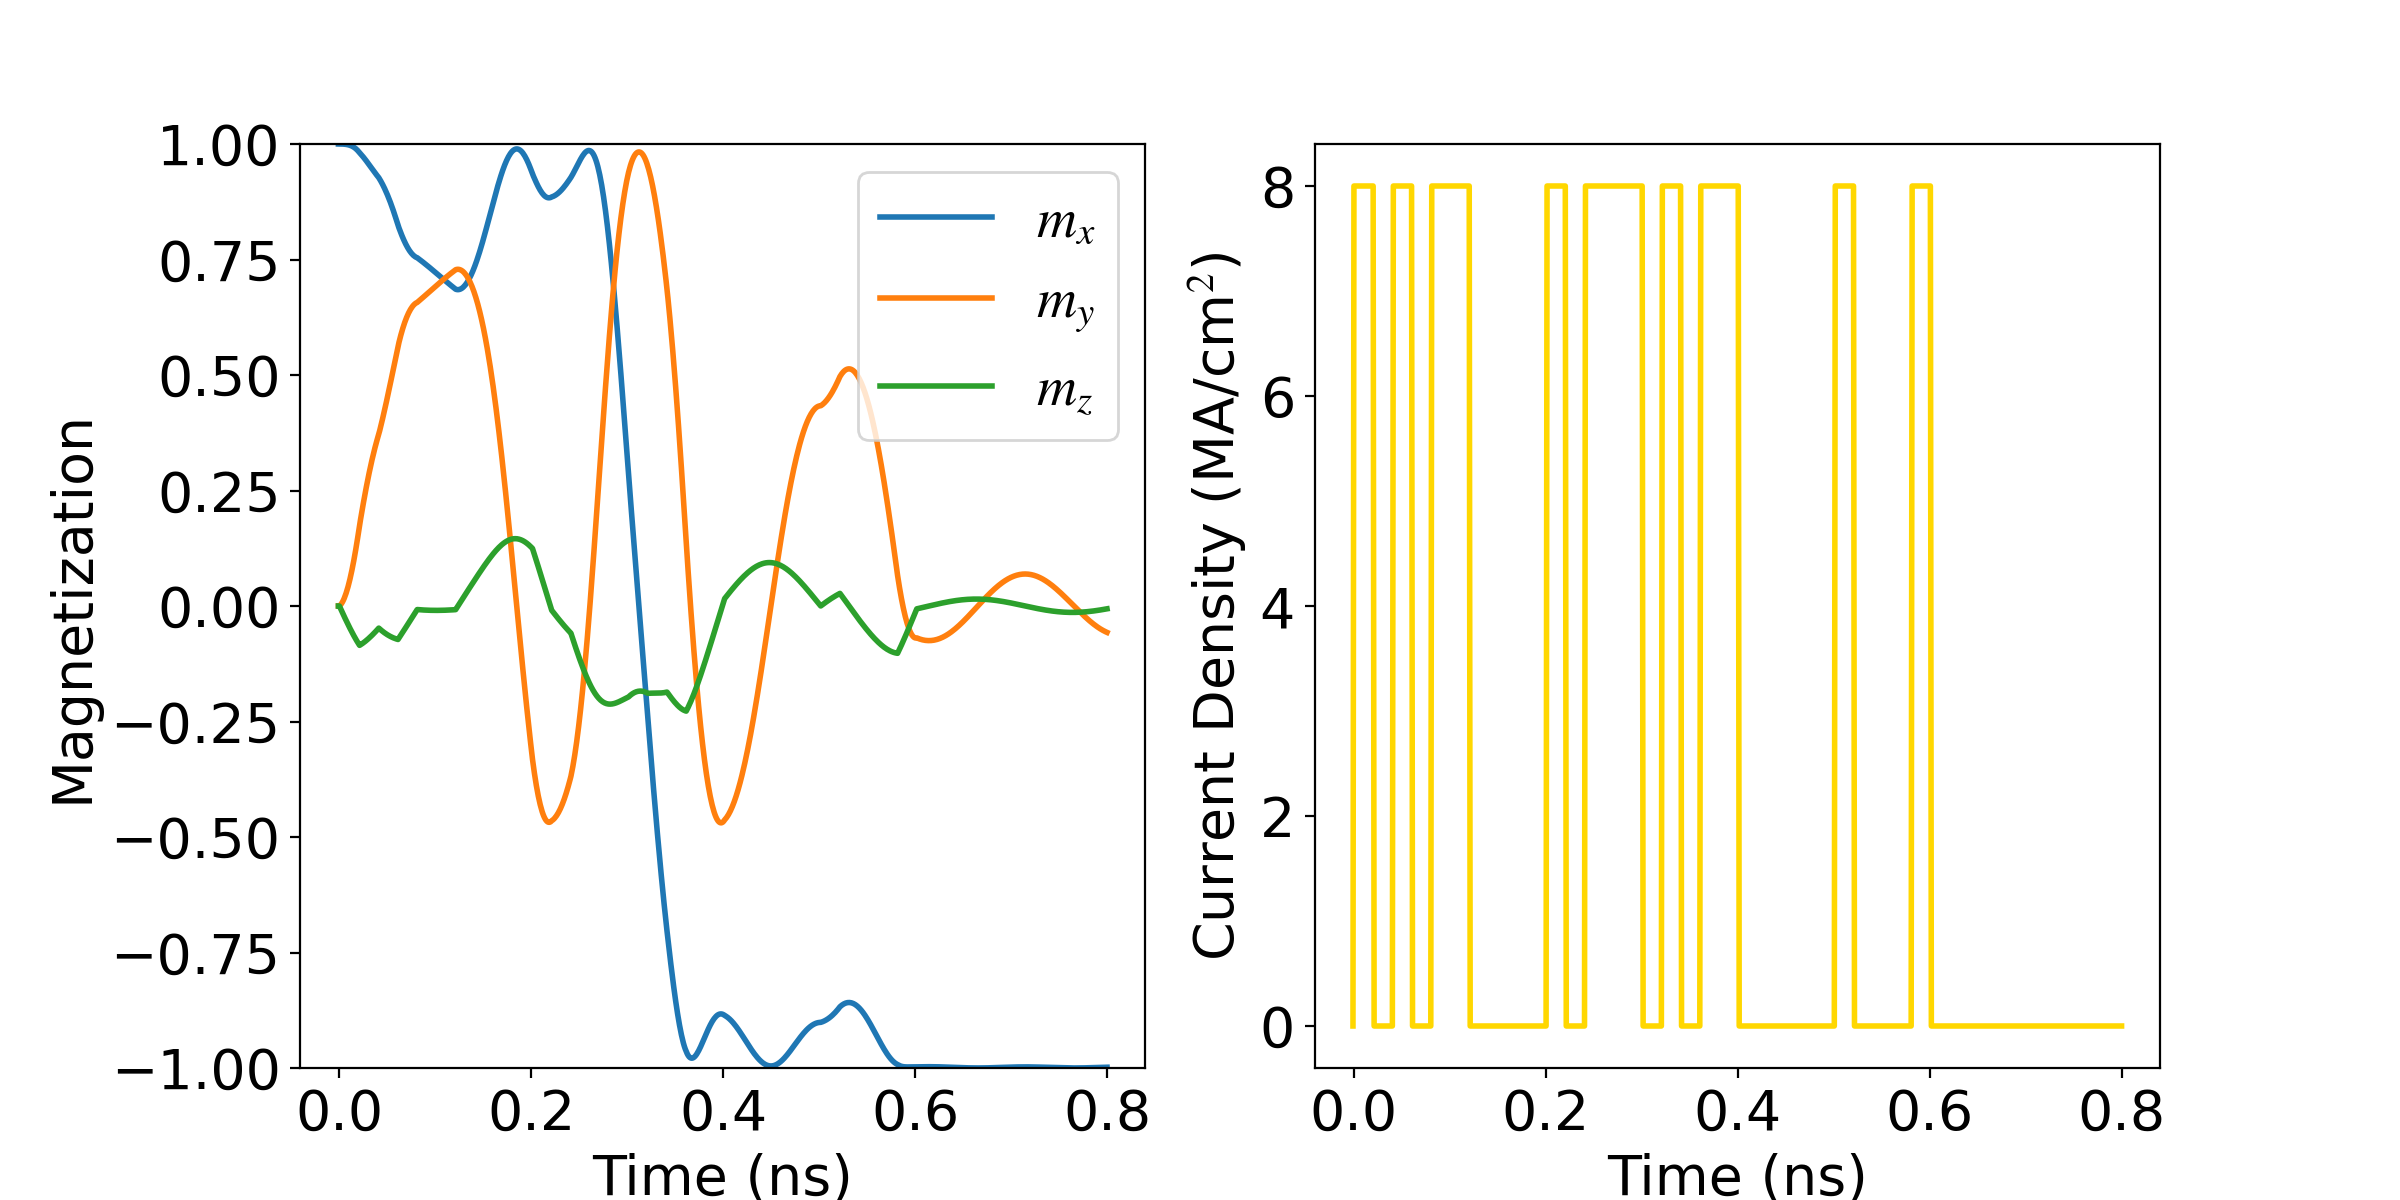 1.00
0.75
0.50
0.25
0.00
−0.25
−0.50
−0.75
−1.00
Magnetization
0.0 0.2 0.4 0.6 0.8
Time (ns)
m_x
m_y
m_z
8
6
4
2
0
Current Density (MA/cm²)
0.0 0.2 0.4 0.6 0.8
Time (ns)